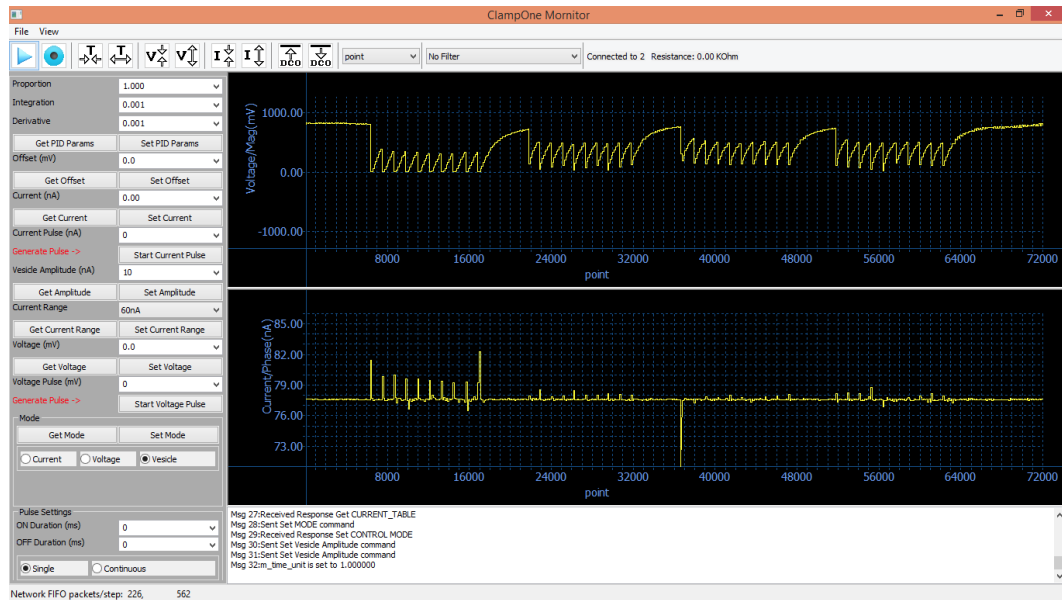 ClampOne Mornitor
File View
T T V V I I DCO DCO point No Filter Connected to 2 Resistance: 0.00 KOhm
Proportion 1.000
Integration 0.001
Derivative 0.001
Get PID Params Set PID Params
Offset (mV) 0.0
Get Offset Set Offset
Current (nA) 0.00
Get Current Set Current
Current Pulse (nA) 0
Generate Pulse -> Start Current Pulse
Vesicle Amplitude (nA) 10
Get Amplitude Set Amplitude
Current Range 60nA
Get Current Range Set Current Range
Voltage (mV) 0.0
Get Voltage Set Voltage
Voltage Pulse (mV) 0
Generate Pulse -> Start Voltage Pulse
Mode
Get Mode Set Mode
Current Voltage Vesicle
Pulse Settings
ON Duration (ms) 0
OFF Duration (ms) 0
Single Continuous
Voltage/Mag(mV)
1000.00
0.00
-1000.00
8000 16000 24000 32000 40000 48000 56000 64000 72000
point
Current/Phase(nA)
85.00
82.00
79.00
76.00
73.00
8000 16000 24000 32000 40000 48000 56000 64000 72000
point
Msg 27:Received Response Get CURRENT_TABLE
Msg 28:Sent Set MODE command
Msg 29:Received Response Set CONTROL MODE
Msg 30:Sent Set Vesicle Amplitude command
Msg 31:Sent Set Vesicle Amplitude command
Msg 32:m_time_unit is set to 1.000000
Network FIFO packets/step: 226, 562